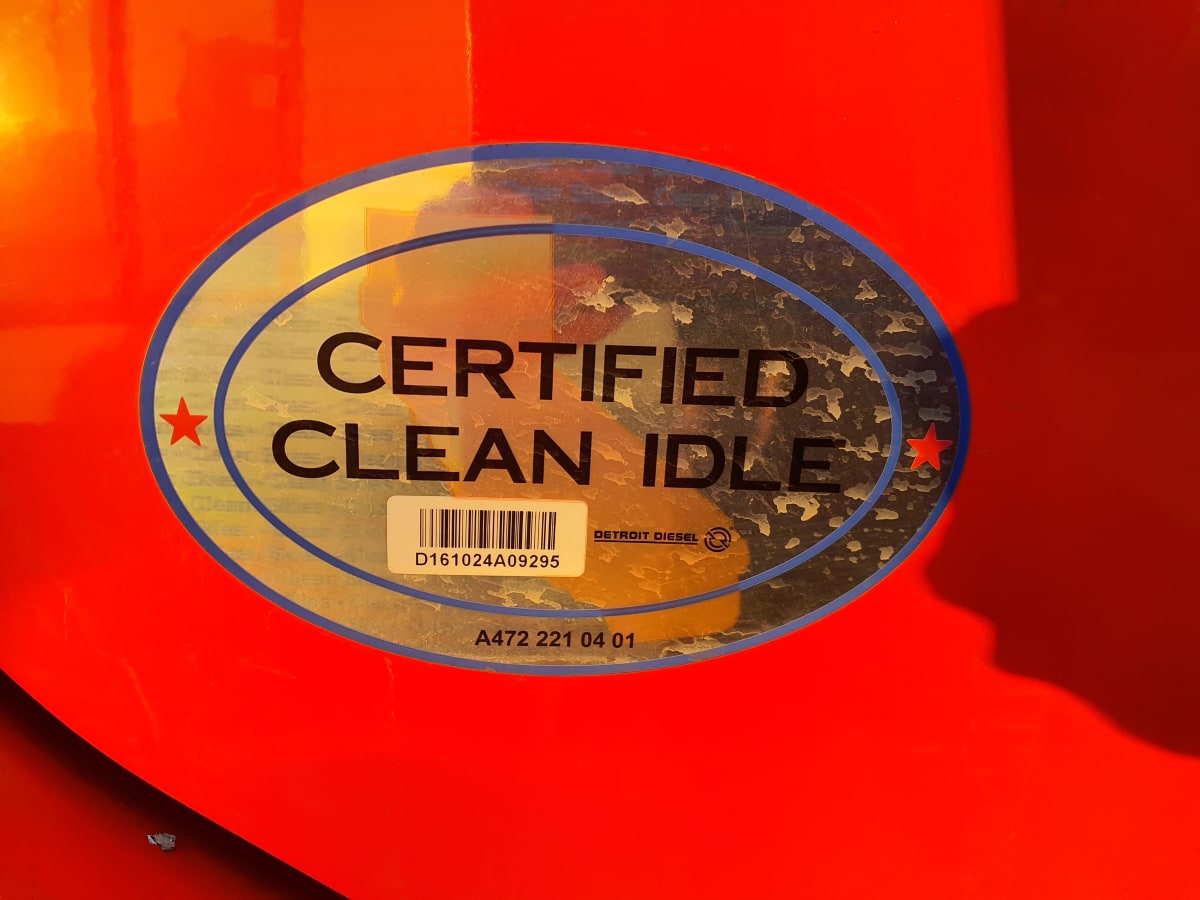 CERTIFIED
CLEAN IDLE
DETROIT DIESEL
D161024A09295
A472 221 04 01